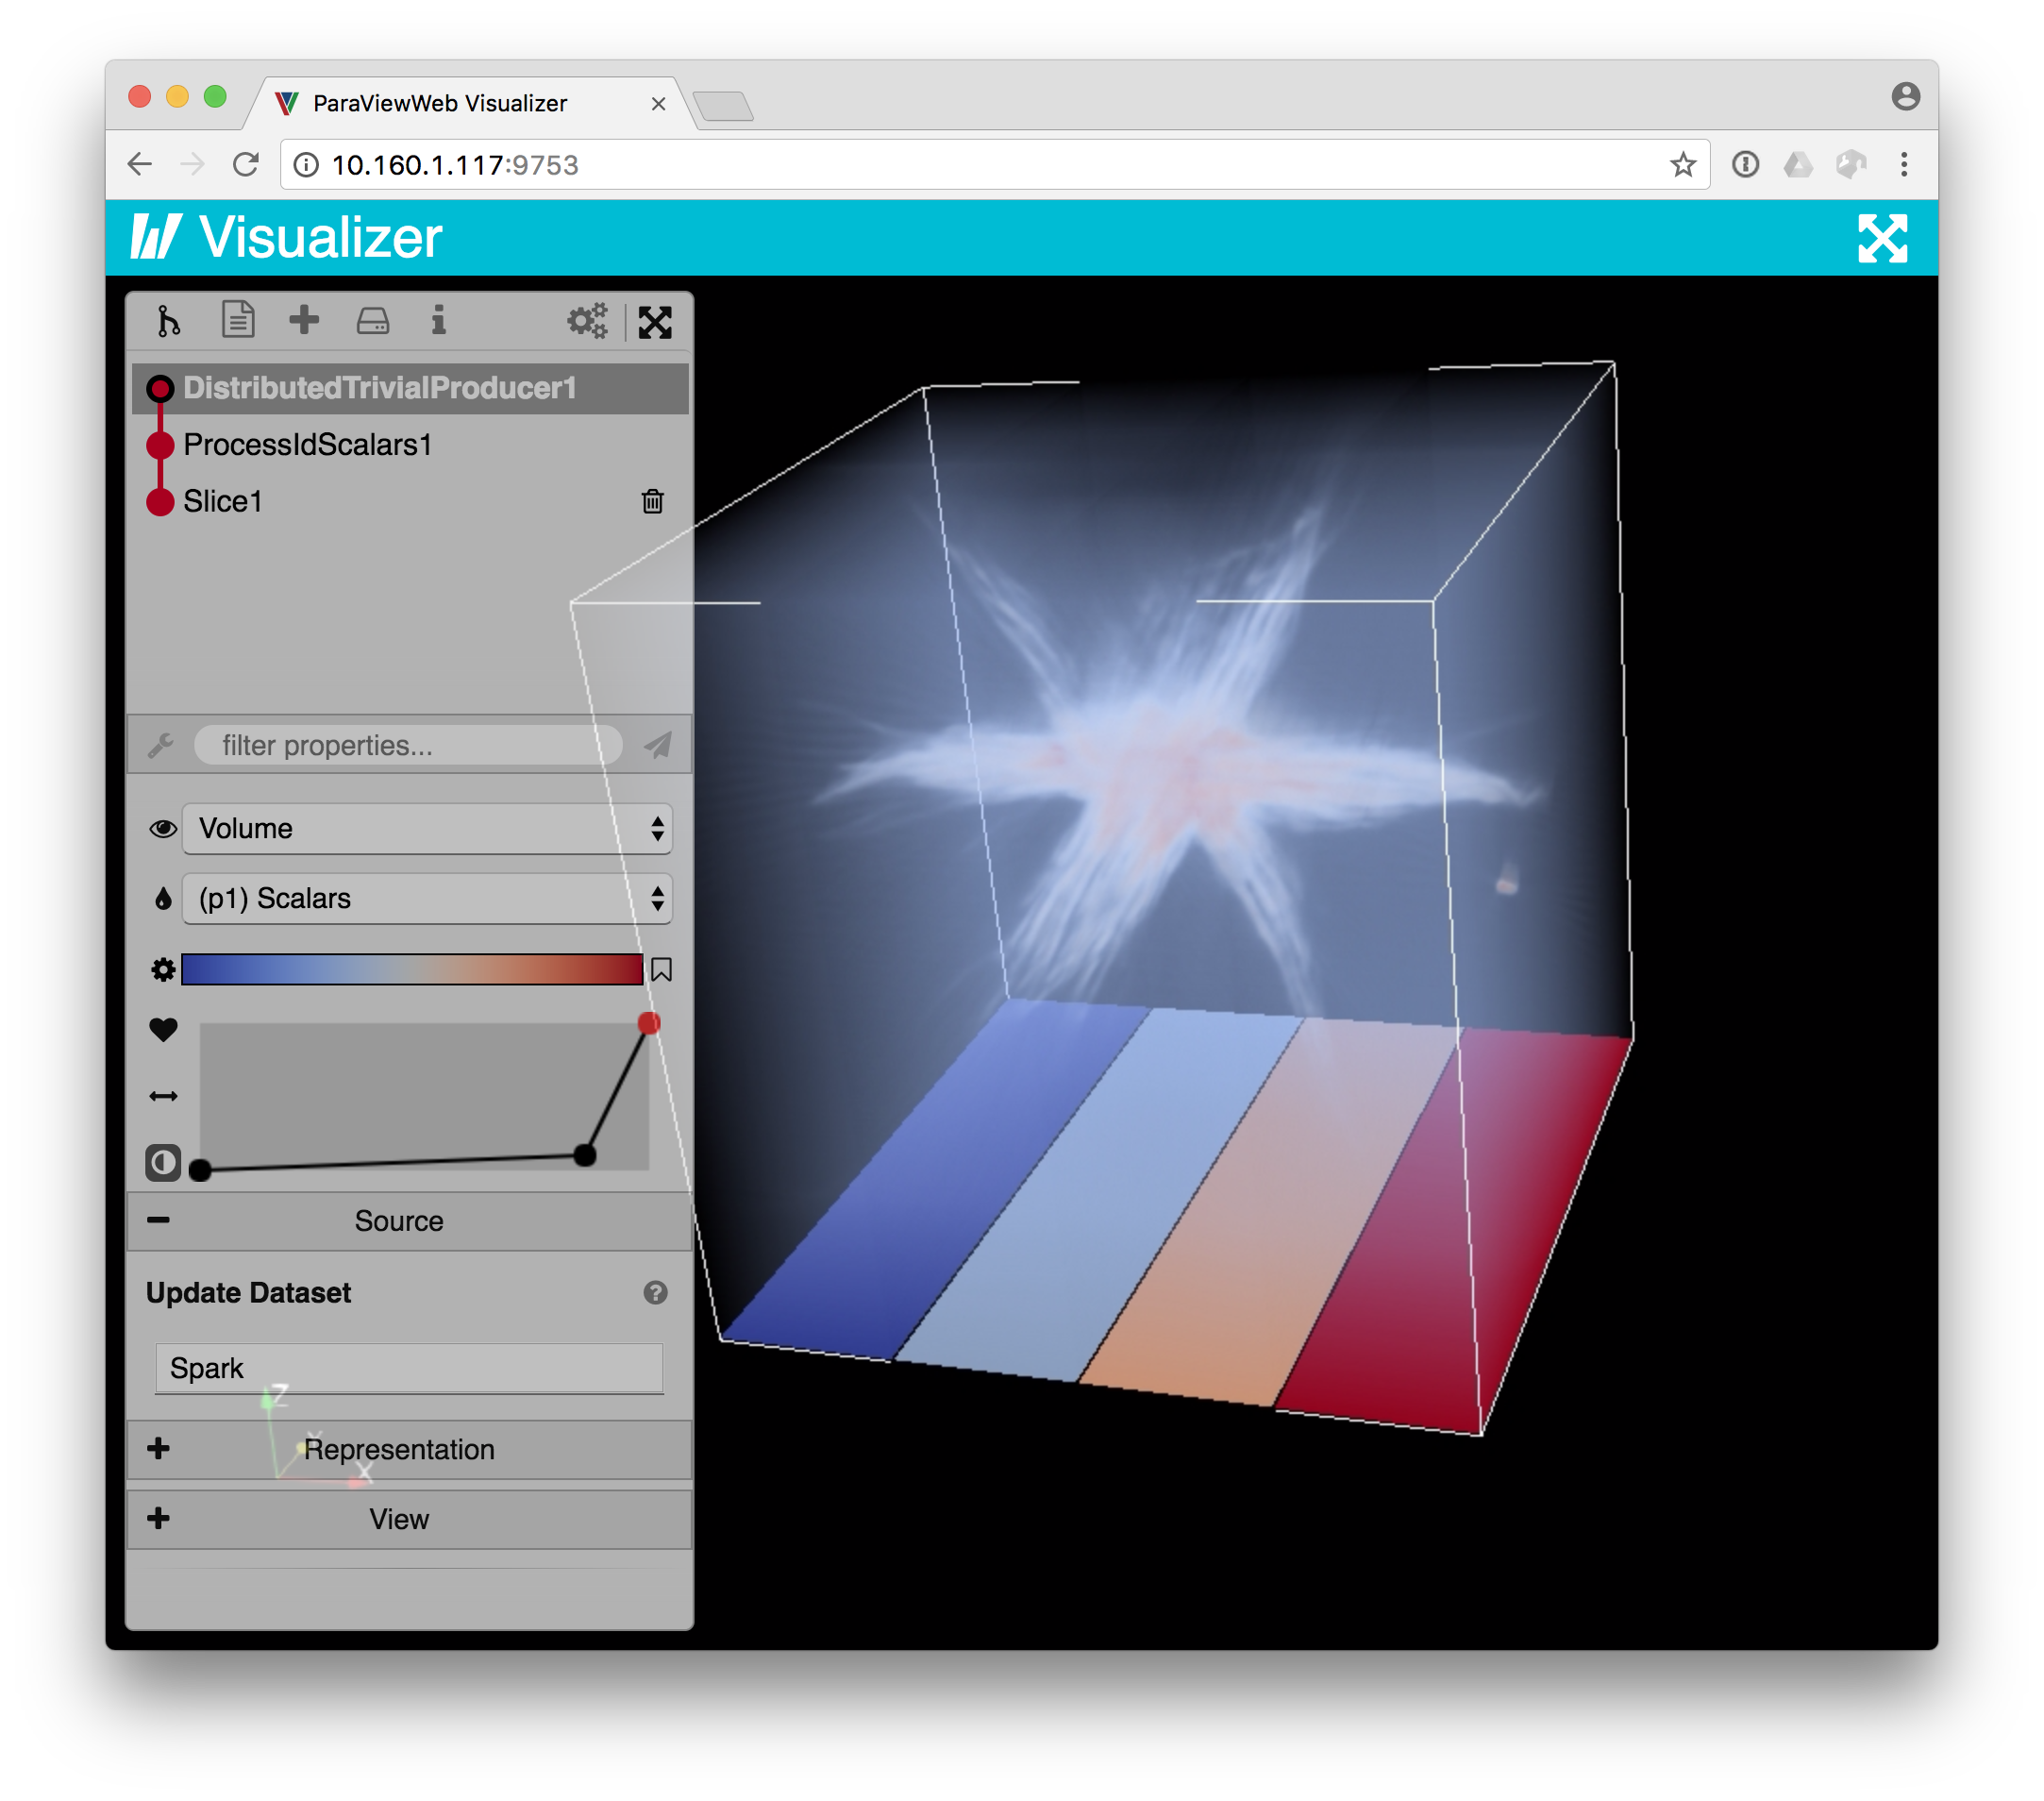 ParaViewWeb Visualizer
10.160.1.117:9753
Visualizer
DistributedTrivialProducer1
ProcessIdScalars1
Slice1
filter properties...
Volume
(p1) Scalars
Source
Update Dataset
Spark
Z
Y
Representation
X
View